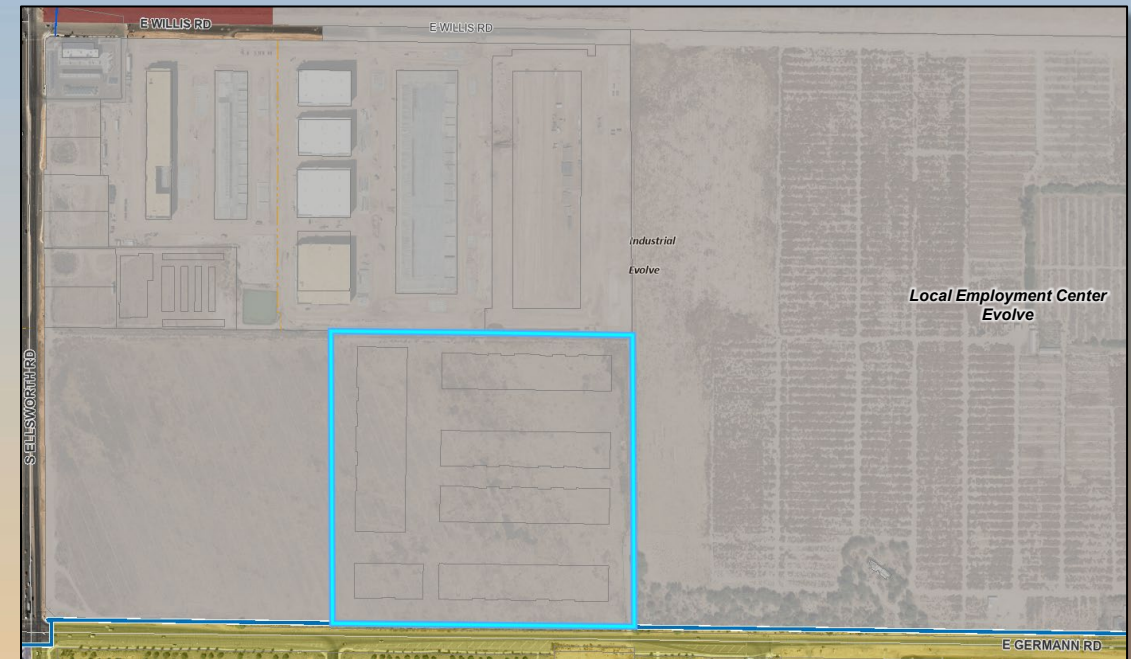 E WILLIS RD
E WILLIS RD
Industrial
Evolve
Local Employment Center
Evolve
S ELLSWORTH RD
E GERMANN RD